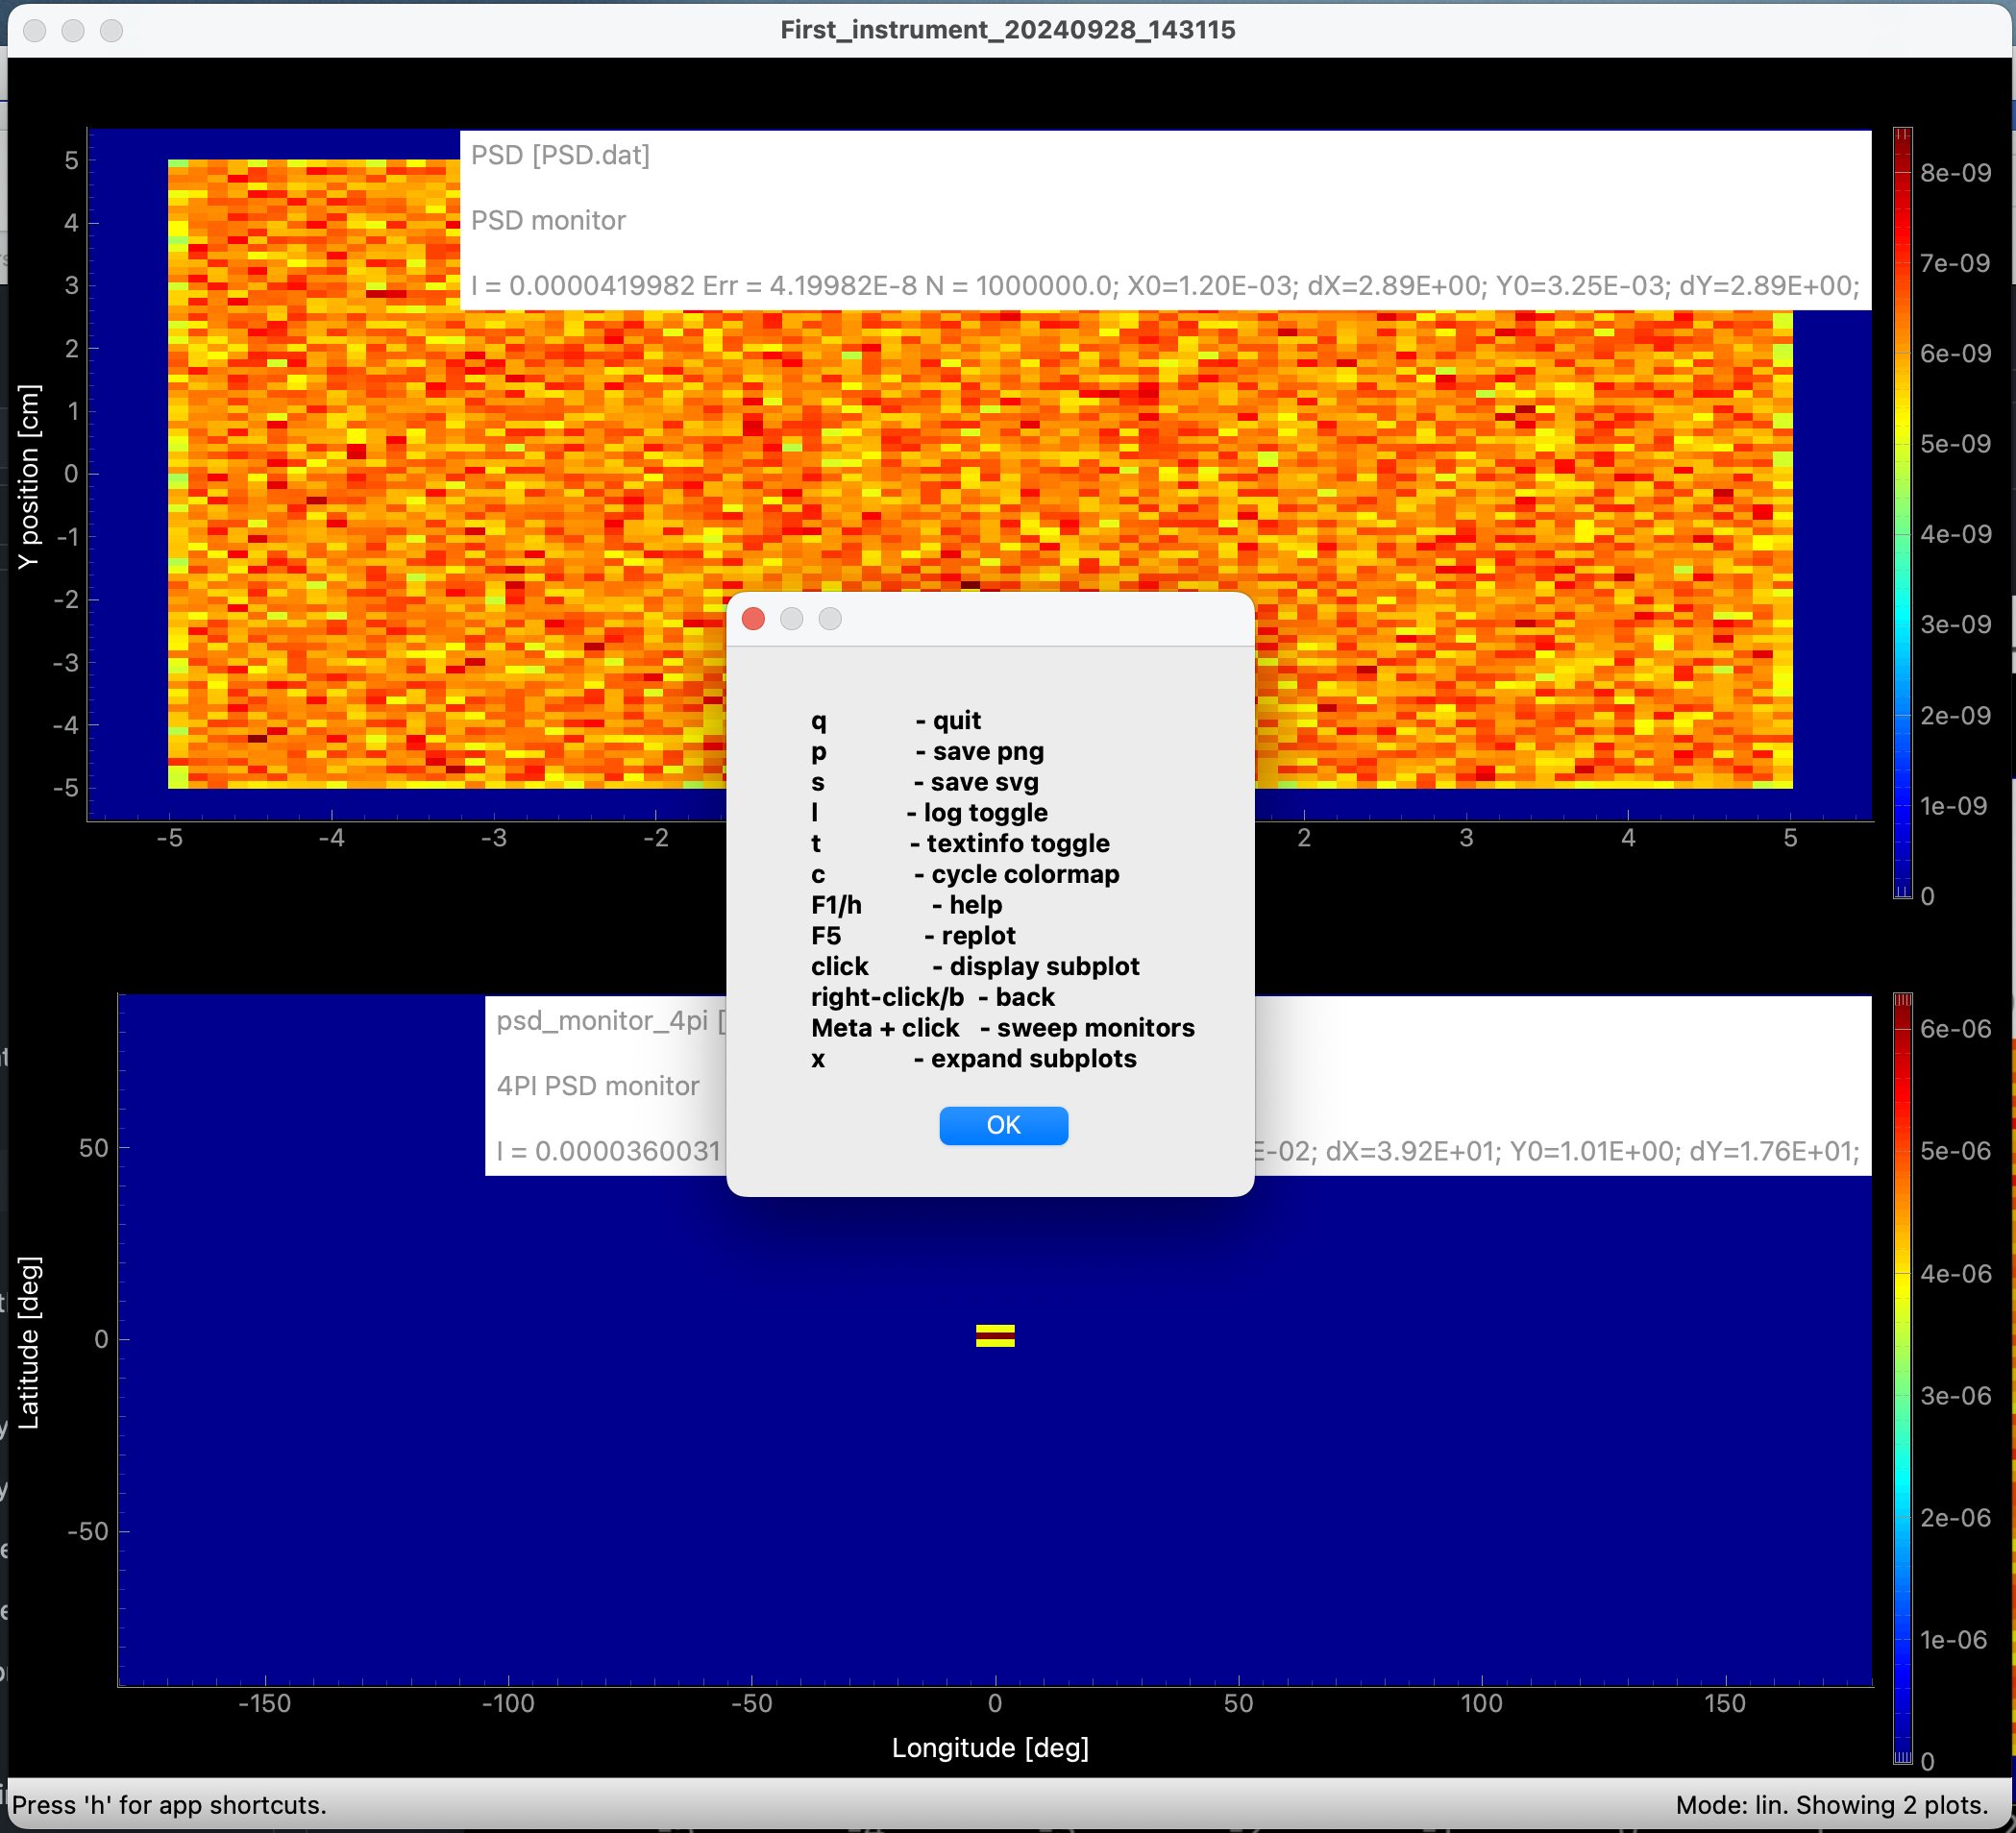 First_instrument_20240928_143115
PSD [PSD.dat]
PSD monitor
I = 0.0000419982 Err = 4.19982E-8 N = 1000000.0; X0=1.20E-03; dX=2.89E+00; Y0=3.25E-03; dY=2.89E+00;
Y position [cm]
5
4
3
2
1
0
-1
-2
-3
-4
-5
-5
-4
-3
-2
2
3
4
5
8e-09
7e-09
6e-09
5e-09
4e-09
3e-09
2e-09
1e-09
0
q - quit
p - save png
s - save svg
l - log toggle
t - textinfo toggle
c - cycle colormap
F1/h - help
F5 - replot
click - display subplot
right-click/b - back
Meta + click - sweep monitors
x - expand subplots
OK
psd_monitor_4pi [
4PI PSD monitor
I = 0.0000360031
E-02; dX=3.92E+01; Y0=1.01E+00; dY=1.76E+01;
Latitude [deg]
50
0
-50
-150
-100
-50
0
50
100
150
Longitude [deg]
6e-06
5e-06
4e-06
3e-06
2e-06
1e-06
0
Press 'h' for app shortcuts.
Mode: lin. Showing 2 plots.